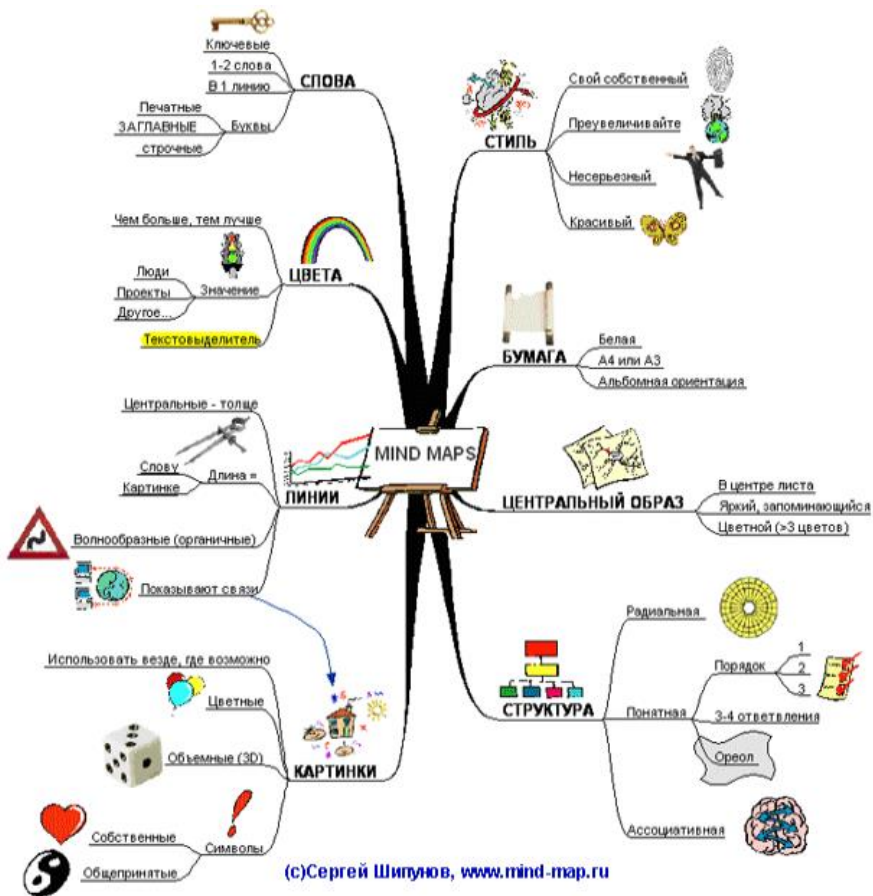 Ключевые
1-2 слова
В 1 линию
СЛОВА
Печатные
ЗАГЛАВНЫЕ
строчные
Буквы
Чем больше, тем лучше
ЦВЕТА
Люди
Проекты
Другое...
Значение
Текстовыделитель
Центральные - толще
Слову
Картинке
Длина =
ЛИНИИ
Волнообразные (органичные)
Показывают связи
Использовать везде, где возможно
Цветные
Объемные (3D)
КАРТИНКИ
Собственные
Общепринятые
Символы
MIND MAPS
СТИЛЬ
Свой собственный
Преувеличивайте
Несерьезный
Красивый
БУМАГА
Белая
А4 или А3
Альбомная ориентация
ЦЕНТРАЛЬНЫЙ ОБРАЗ
В центре листа
Яркий, запоминающийся
Цветной (>3 цветов)
СТРУКТУРА
Радиальная
Понятная
Порядок
1
2
3
3-4 ответвления
Ореол
Ассоциативная
(с)Сергей Шипунов, www.mind-map.ru